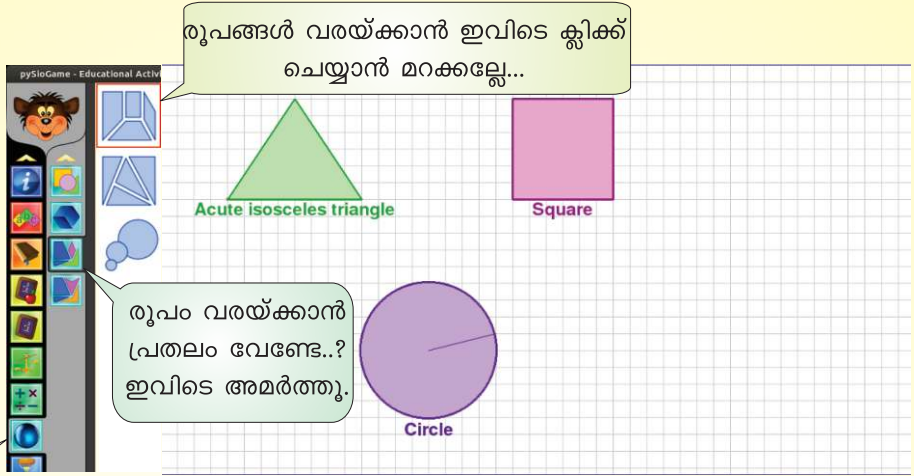 രൂപങ്ങൾ വരയ്ക്കാൻ ഇവിടെ ക്ലിക്ക്
ചെയ്യാൻ മറക്കല്ലേ...
pySioGame - Educational Activi
Acute isosceles triangle
Square
രൂപം വരയ്ക്കാൻ
പ്രതലം വേണ്ടേ..?
ഇവിടെ അമർത്തൂ.
Circle